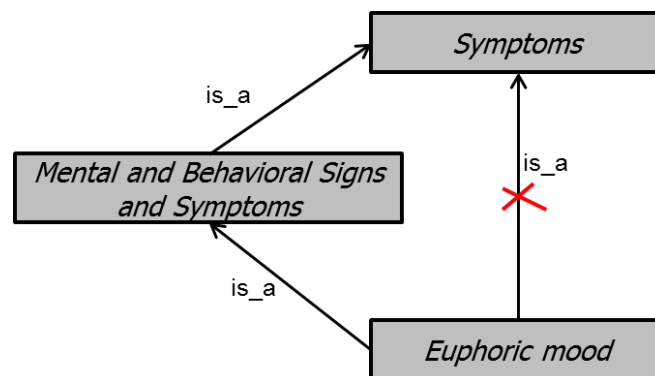 Symptoms
is_a
is_a
Mental and Behavioral Signs
and Symptoms
is_a
Euphoric mood